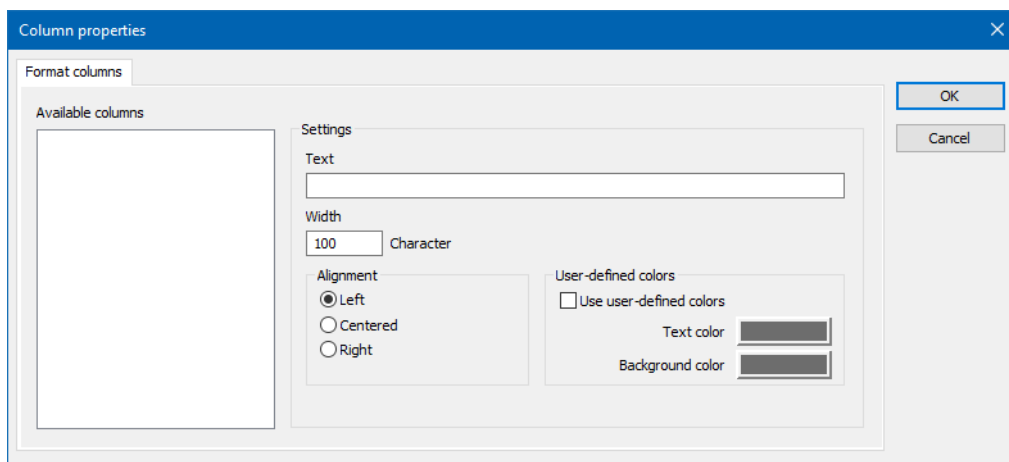 Column properties
Format columns
OK
Cancel
Available columns
Settings
Text
Width
100 Character
Alignment
Left
Centered
Right
User-defined colors
Use user-defined colors
Text color
Background color